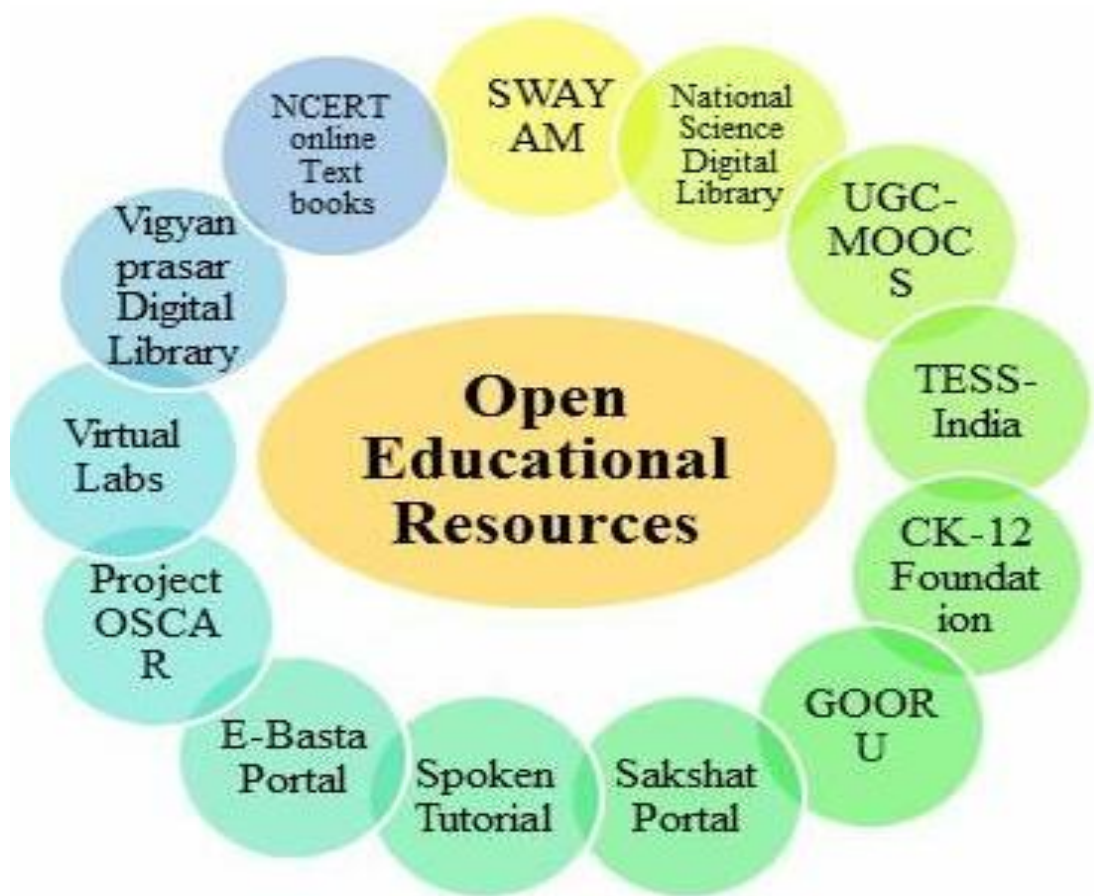 SWAY
AM
National
Science
Digital
Library
UGC-
MOOC
S
TESS-
India
CK-12
Foundat
ion
GOOR
U
Sakshat
Portal
Spoken
Tutorial
E-Basta
Portal
Project
OSCA
R
Virtual
Labs
Vigyan
prasar
Digital
Library
NCERT
online
Text
books
Open
Educational
Resources